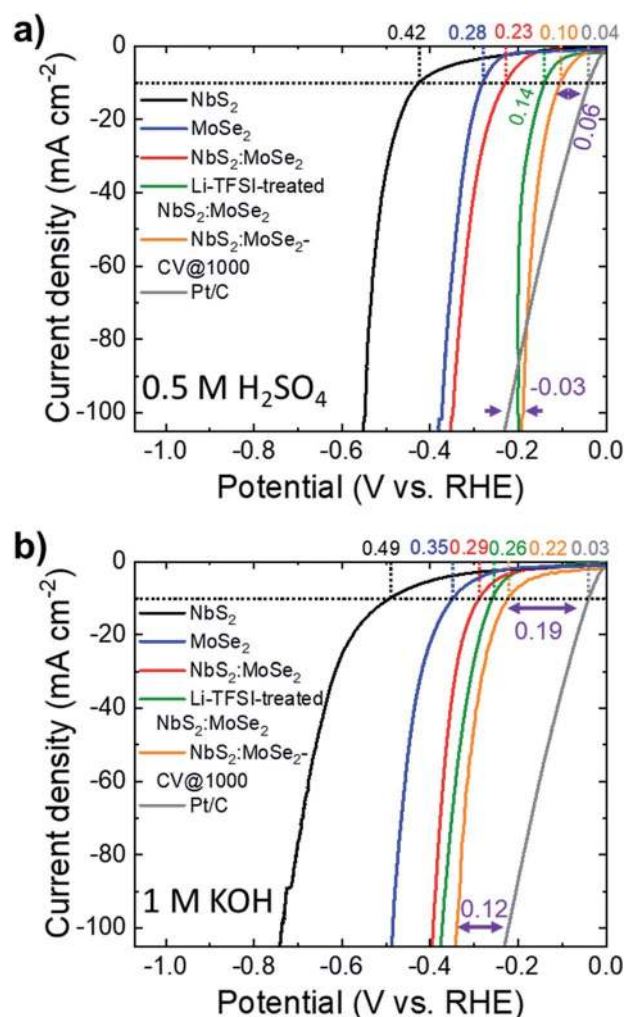 a)
0.42 0.28 0.23 0.10 0.04
0
-20
-40
-60
-80
-100
Current density (mA cm⁻²)
NbS₂
MoSe₂
NbS₂:MoSe₂
Li-TFSI-treated
NbS₂:MoSe₂
NbS₂:MoSe₂-
CV@1000
Pt/C
0.14
0.06
-0.03
0.5 M H₂SO₄
-1.0 -0.8 -0.6 -0.4 -0.2 0.0
Potential (V vs. RHE)
b)
0.49 0.35 0.29 0.26 0.22 0.03
0
-20
-40
-60
-80
-100
Current density (mA cm⁻²)
NbS₂
MoSe₂
NbS₂:MoSe₂
Li-TFSI-treated
NbS₂:MoSe₂
NbS₂:MoSe₂-
CV@1000
Pt/C
0.19
0.12
1 M KOH
-1.0 -0.8 -0.6 -0.4 -0.2 0.0
Potential (V vs. RHE)